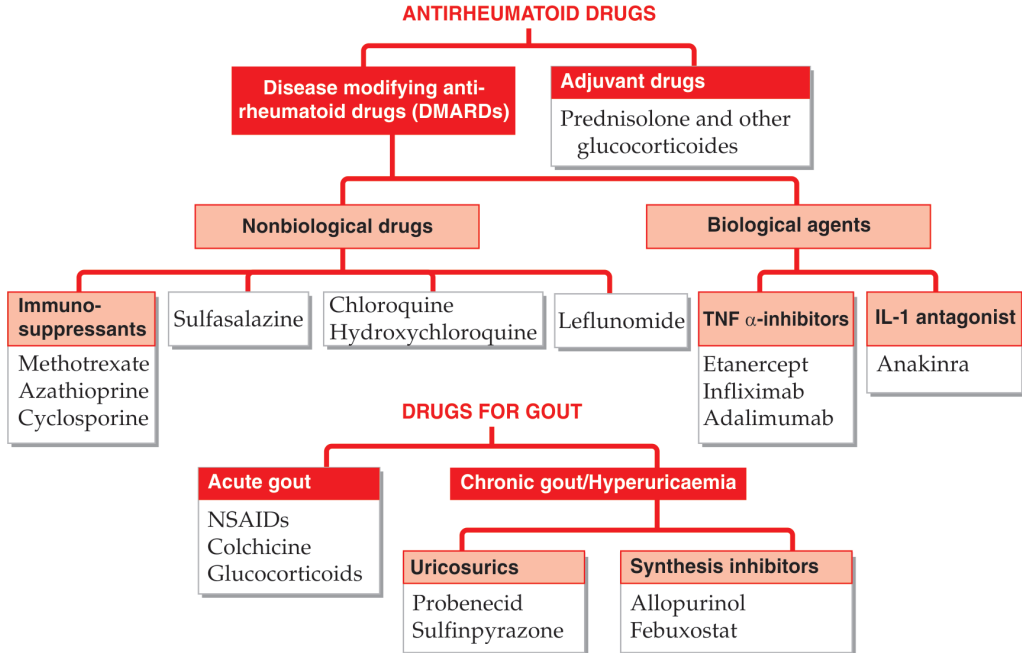 ANTIRHEUMATOID DRUGS
Disease modifying anti-
rheumatoid drugs (DMARDs)
Adjuvant drugs
Prednisolone and other
glucocorticoides
Nonbiological drugs
Biological agents
Immuno-
suppressants
Methotrexate
Azathioprine
Cyclosporine
Sulfasalazine
Chloroquine
Hydroxychloroquine
Leflunomide
TNF α-inhibitors
Etanercept
Infliximab
Adalimumab
IL-1 antagonist
Anakinra
DRUGS FOR GOUT
Acute gout
NSAIDs
Colchicine
Glucocorticoids
Chronic gout/Hyperuricaemia
Uricosurics
Probenecid
Sulfinpyrazone
Synthesis inhibitors
Allopurinol
Febuxostat